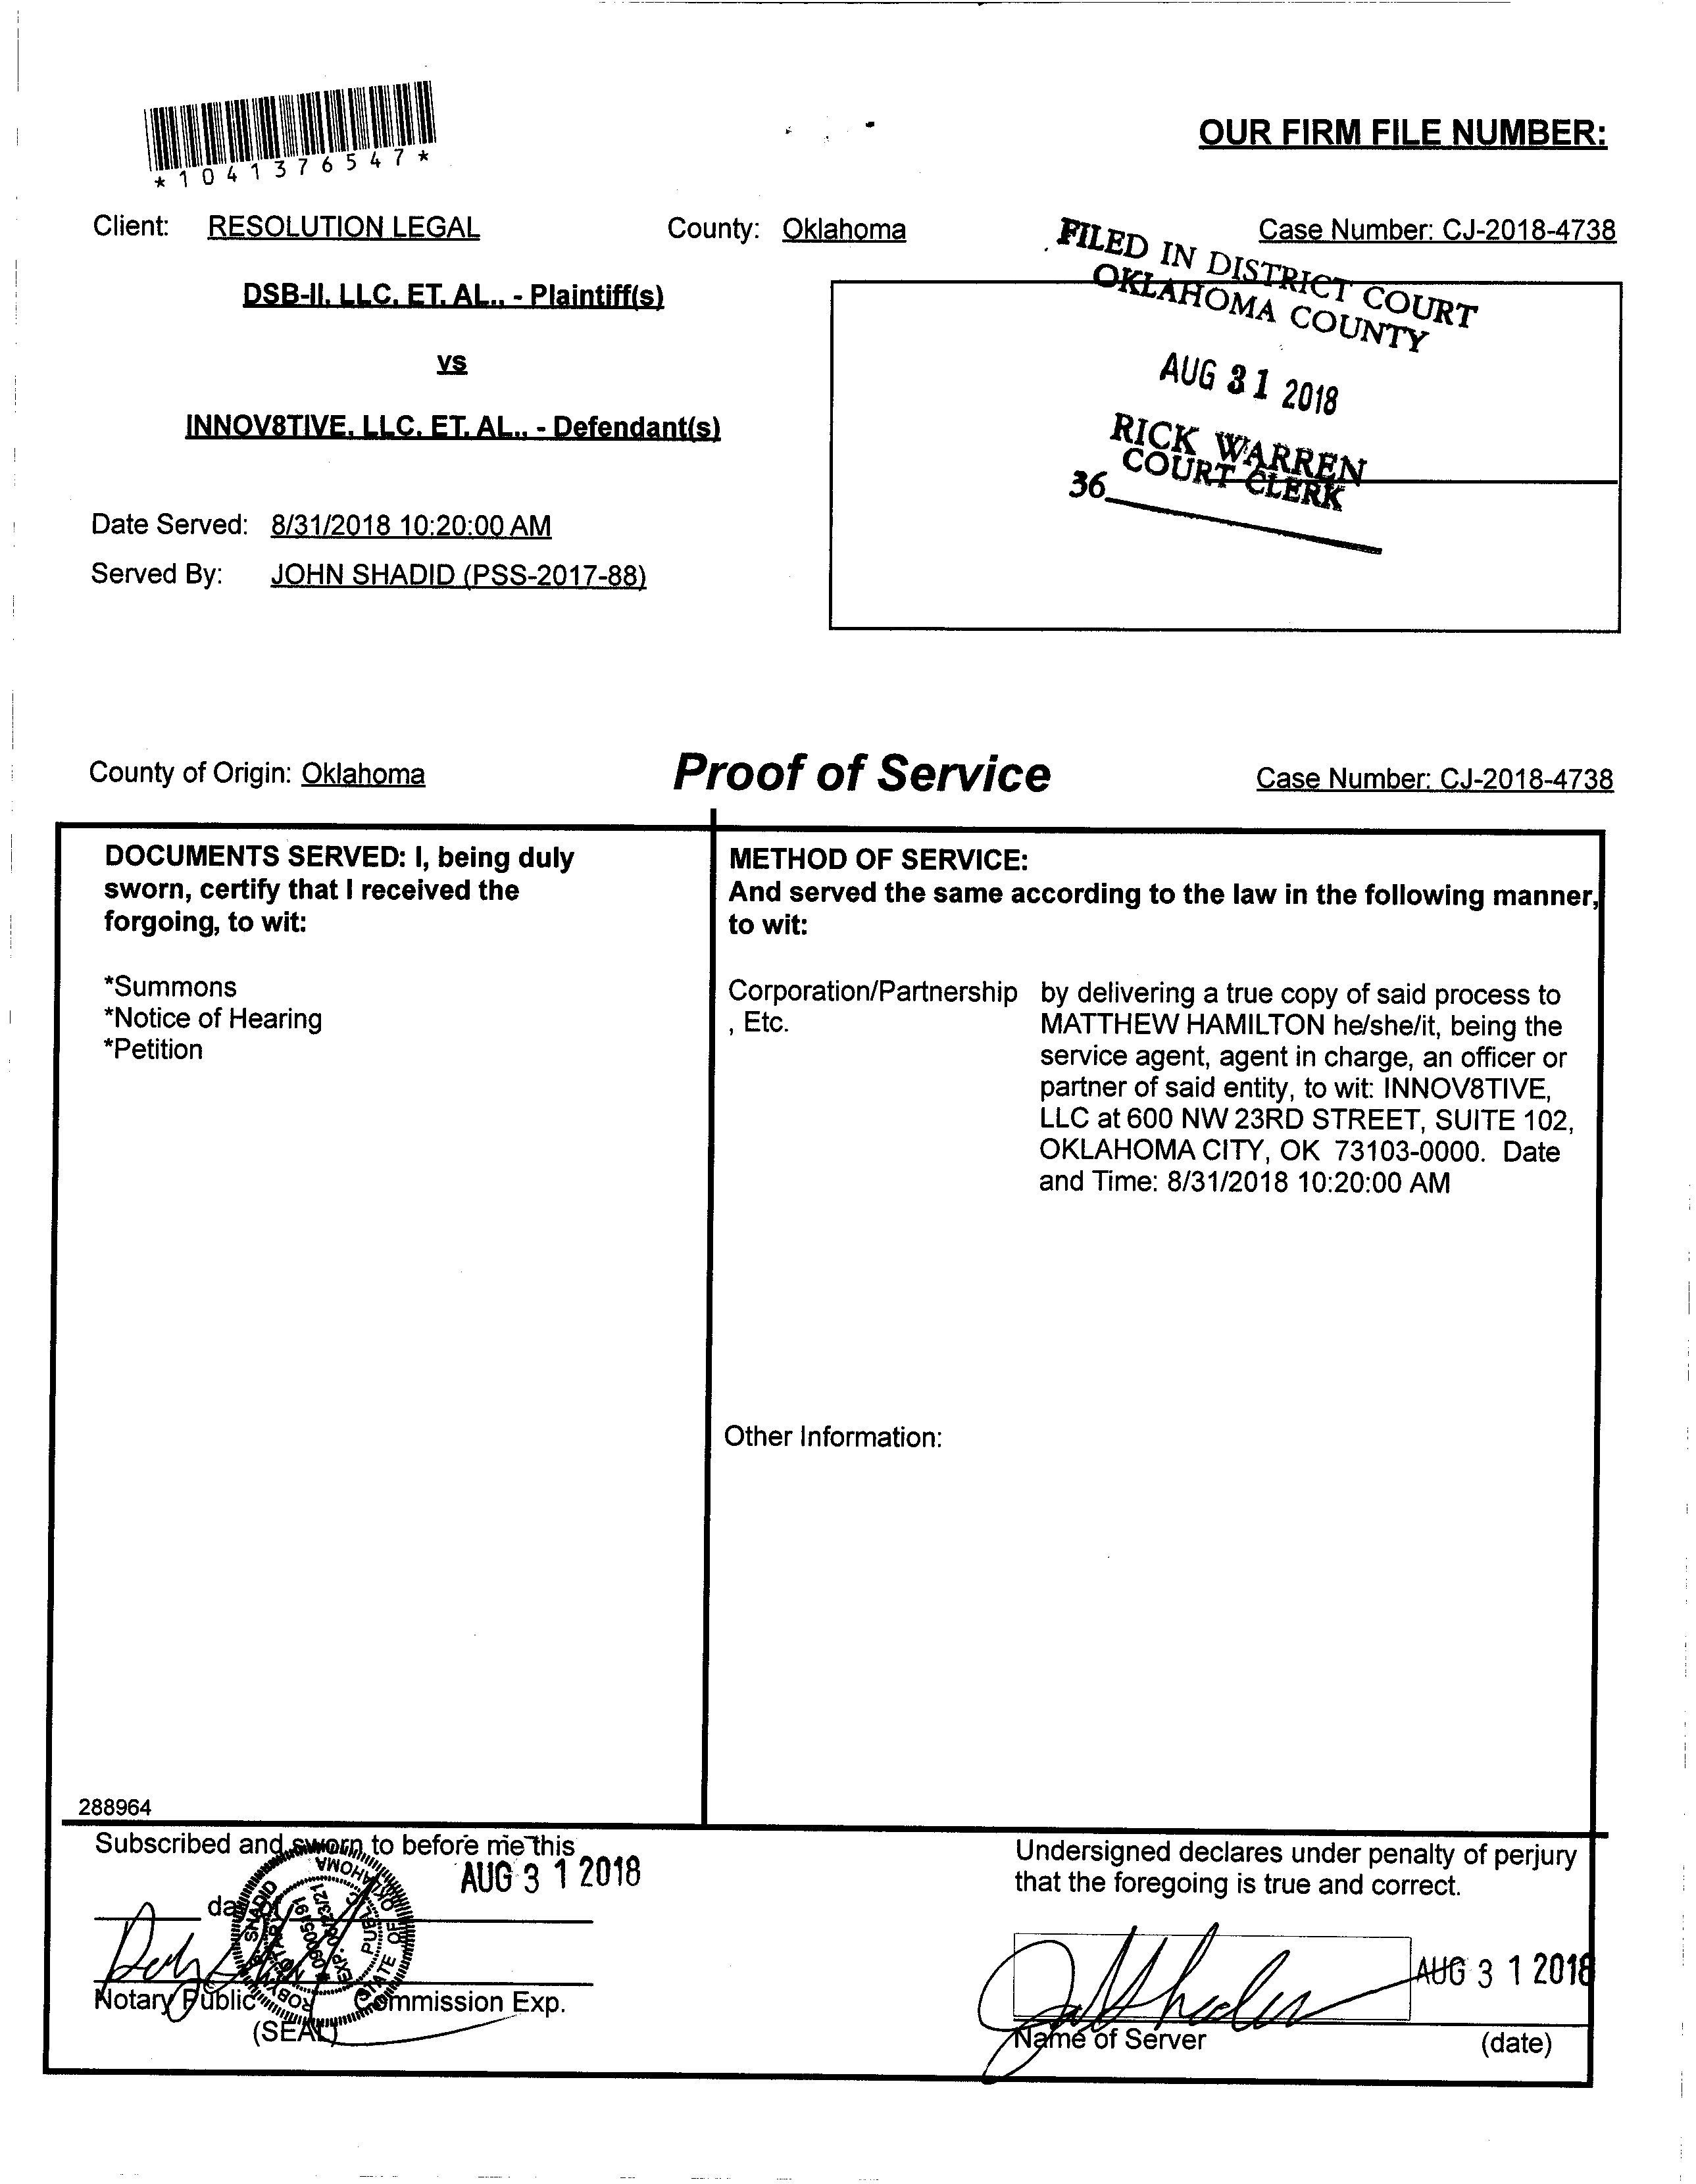 OUR FIRM FILE NUMBER:
*1041376547*
Client: RESOLUTION LEGAL
County: Oklahoma
Case Number: CJ-2018-4738
DSB-II, LLC, ET. AL., - Plaintiff(s)
vs
INNOV8TIVE, LLC. ET. AL., - Defendant(s)
FILED IN DISTRICT COURT
OKLAHOMA COUNTY
AUG 31 2018
RICK WARREN
COURT CLERK
36
Date Served: 8/31/2018 10:20:00 AM
Served By: JOHN SHADID (PSS-2017-88)
County of Origin: Oklahoma
Proof of Service
Case Number: CJ-2018-4738
DOCUMENTS SERVED: I, being duly
sworn, certify that I received the
forgoing, to wit:
*Summons
*Notice of Hearing
*Petition
METHOD OF SERVICE:
And served the same according to the law in the following manner,
to wit:
Corporation/Partnership
, Etc.
by delivering a true copy of said process to
MATTHEW HAMILTON he/she/it, being the
service agent, agent in charge, an officer or
partner of said entity, to wit: INNOV8TIVE,
LLC at 600 NW 23RD STREET, SUITE 102,
OKLAHOMA CITY, OK 73103-0000. Date
and Time: 8/31/2018 10:20:00 AM
Other Information:
288964
Subscribed and sworn to before me this
AUG 31 2018
day of
Notary Public
Commission Exp.
(SEAL)
SHADID
NOTARY PUBLIC
STATE OF OKLAHOMA
Undersigned declares under penalty of perjury
that the foregoing is true and correct.
AUG 31 2018
Name of Server
(date)